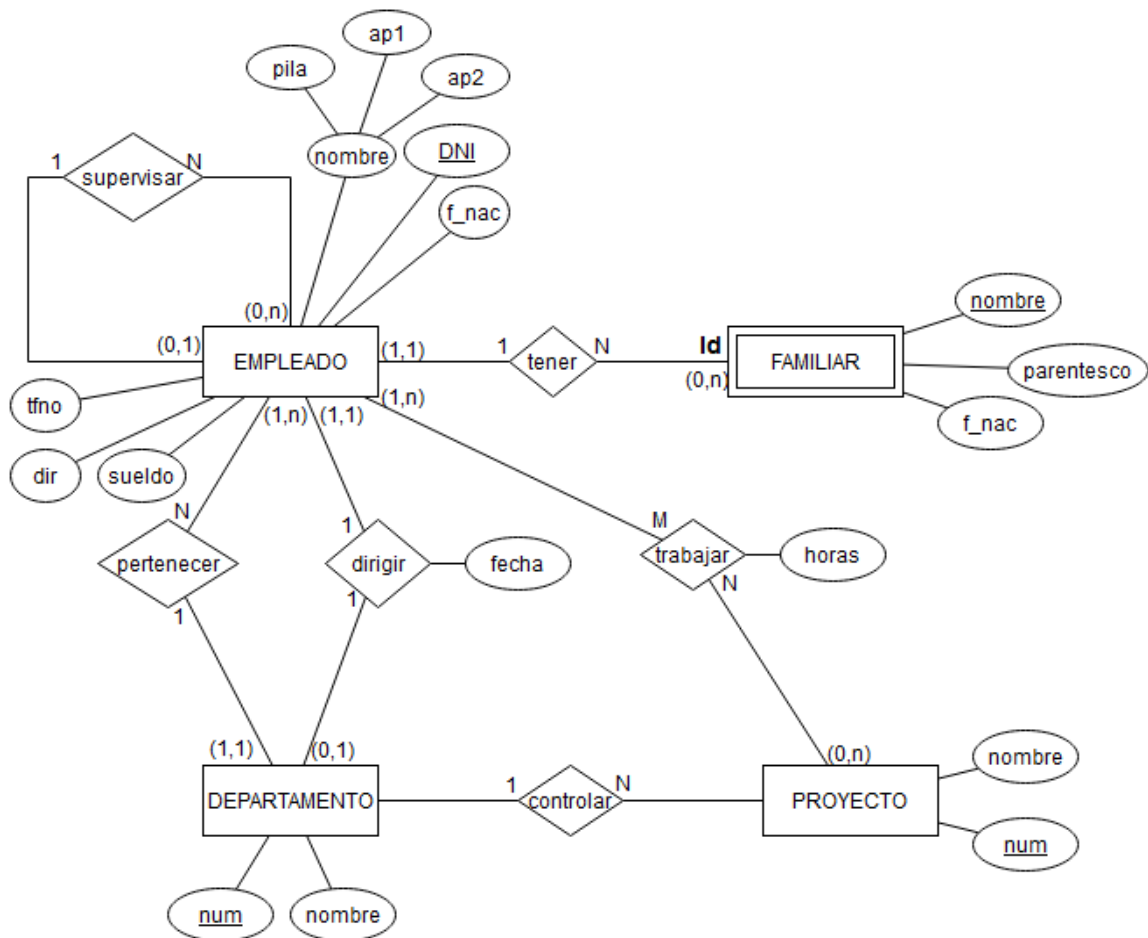 ap1
pila
ap2
DNI
nombre
1
N
supervisar
f_nac
(0,n)
nombre
(0,1)
EMPLEADO
(1,1)
1
N
Id
tener
FAMILIAR
parentesco
(0,n)
tfno
(1,n)
(1,1)
(1,n)
f_nac
dir
sueldo
N
1
M
pertenecer
dirigir
fecha
trabajar
horas
1
1
N
(1,1)
(0,1)
(0,n)
nombre
DEPARTAMENTO
1
controlar
N
PROYECTO
num
num
nombre